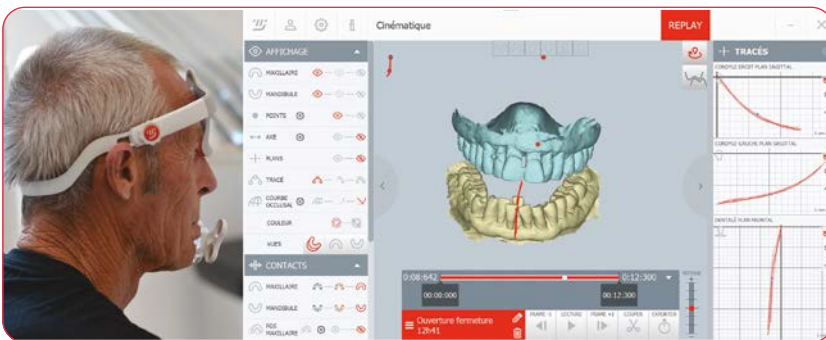 Cinématique
REPLAY
AFFICHAGE
MAXILLAIRE
MANDIBULE
POINTS
AXE
PLANS
TRACÉ
COURBE
OCCLUSAL
COULEUR
VUES
CONTACTS
MAXILLAIRE
MANDIBULE
MAXILLAIRE
0:08:642
0:12:300
00:00:000
00:12:300
Ouverture fermeture
12h41
FRAME -1
LECTURE
FRAME +1
COUPER
EXPORTER
TRACÉS
CONDYLE DROIT PLAN SAGITTAL
CONDYLE GAUCHE PLAN SAGITTAL
DENTELÉ PLAN FRONTAL